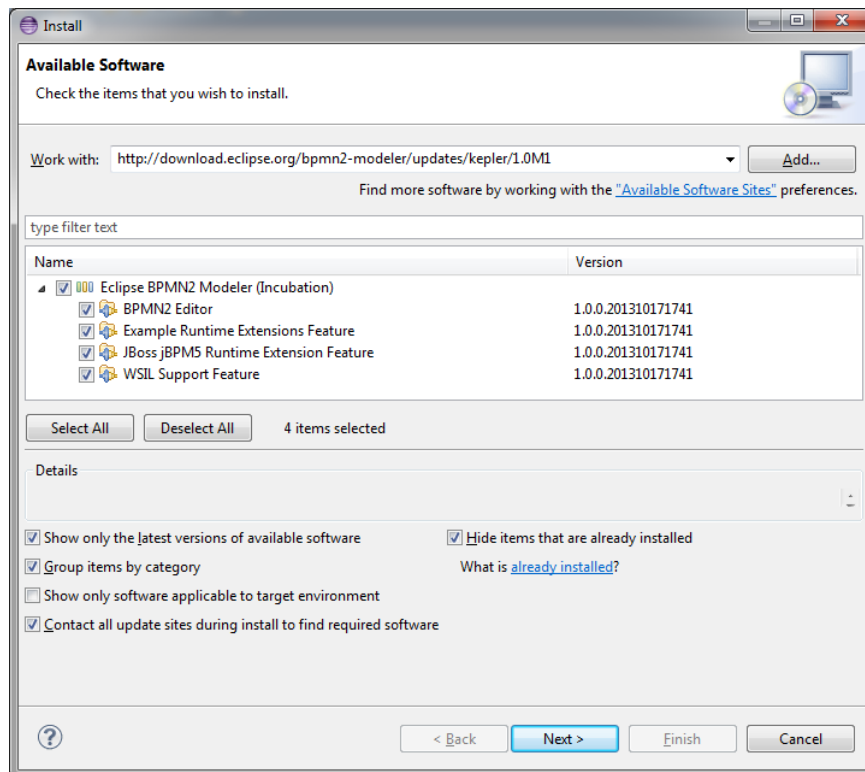 Install
Available Software
Check the items that you wish to install.
Work with: http://download.eclipse.org/bpmn2-modeler/updates/kepler/1.0M1 Add...
Find more software by working with the "Available Software Sites" preferences.
type filter text
Name Version
Eclipse BPMN2 Modeler (Incubation)
BPMN2 Editor 1.0.0.201310171741
Example Runtime Extensions Feature 1.0.0.201310171741
JBoss jBPM5 Runtime Extension Feature 1.0.0.201310171741
WSIL Support Feature 1.0.0.201310171741
Select All Deselect All 4 items selected
Details
Show only the latest versions of available software Hide items that are already installed
Group items by category What is already installed?
Show only software applicable to target environment
Contact all update sites during install to find required software
? < Back Next > Finish Cancel